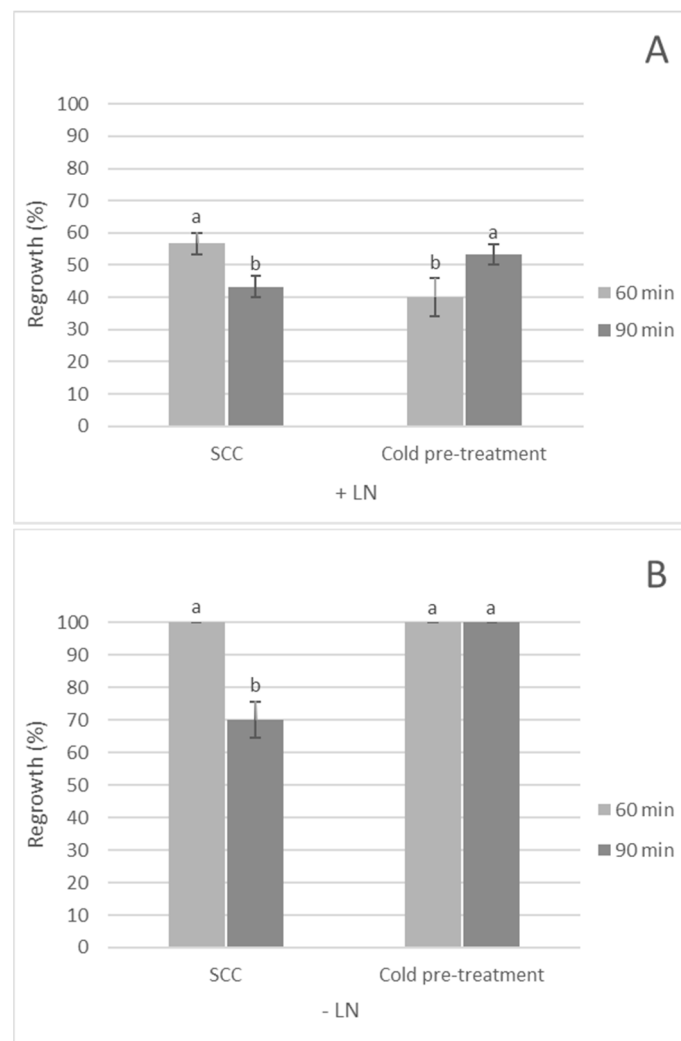 A
100
90
80
70
60
50
40
30
20
10
0
Regrowth (%)
a
b
b
a
60 min
90 min
SCC
Cold pre-treatment
+ LN
B
100
90
80
70
60
50
40
30
20
10
0
Regrowth (%)
a
b
a
a
60 min
90 min
SCC
Cold pre-treatment
- LN